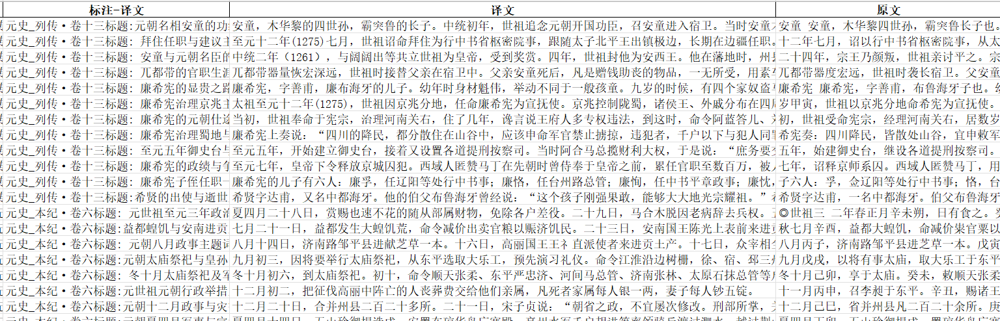 标注-译文 译文 原文
元史_列传·卷十三标题:元朝名相安童的功 安童，木华黎的四世孙，霸突鲁的长子。中统初年，世祖追念元朝开国功臣，召安童进入宿卫。当时安童 安童 安童，木华黎四世孙，霸突鲁长子也。
元史_列传·卷十三标题: 拜住任职与建议主 至元十二年(1275)七月，世祖诏命拜住为行中书省枢密院事，跟随太子北平王出镇极边，长期在边疆任职。 十二年七月，诏以行中书省枢密院事，从太
元史_列传·卷十三标题: 安童与元朝名臣的 中统二年（1261），与阔阔出等共立世祖为皇帝，受到奖赏。四年，世祖封他为安西王。他在藩地时，州县 二十四年，宗王乃颜叛，世祖亲讨平之。宗
元史_列传·卷十三标题: 兀都带的官职生涯 兀都带器量恢宏深远，世祖时接替父亲在宿卫中。父亲安童死后，凡是赠钱助丧的物品，一无所受，用素车 兀都带器度宏远，世祖时袭长宿卫。父安童
元史_列传·卷十三标题: 廉希宪的显贵之路 廉希宪，字善甫，廉布海牙的儿子。幼年时身材魁伟，举动不同于一般孩童。九岁的时候，有四个家奴盗马 廉希宪 廉希宪，字善甫，布鲁海牙子也。幼
元史_列传·卷十三标题: 廉希宪治理京兆主 太祖至元十二年(1275)，世祖因京兆分地，任命廉希宪为宣抚使。京兆控制陇蜀，诸侯王、外戚分布在四周 岁甲寅，世祖以京兆分地命希宪为宣抚使。
元史_列传·卷十三标题: 廉希宪的元朝仕途 当初，世祖奉命于宪宗，治理河南关右，住了几年，谗言说王府人多专权违法，到这时，命令阿蓝答儿、刘 初，世祖受命宪宗，经理河南关右，居数岁
元史_列传·卷十三标题: 廉希宪治理蜀地与 廉希宪上奏说：“四川的降民，都分散住在山谷中，应该申命军官禁止掳掠，违犯者，千户以下与犯人同罪 希宪奏：四川降民，皆散处山谷，宜申敕军
元史_列传·卷十三标题: 至元五年御史台与 至元五年，开始建立御史台，接着又设置各道提刑按察司。当时阿合马总揽财利大权，于是说：“庶务要 五年，始建御史台，继设各道提刑按察司。
元史_列传·卷十三标题: 廉希宪的政绩与争 至元七年，皇帝下令释放京城囚犯。西域人匿赞马丁在先朝时曾侍奉于皇帝之前，累任官职至数百万，被人 七年，诏释京师系囚。西域人匿赞马丁，用
元史_列传·卷十三标题: 廉希宪子侄任职一 廉希宪的儿子有六人：廉孚，任辽阳等处行中书事；廉恪，任台州路总管；廉恂，任中书平章政事；廉忱， 子六人：孚，佥辽阳等处行中书事；恪，台
元史_列传·卷十三标题:希贤的出使与逝世 希贤字达甫，又名中都海牙。他的伯父布鲁海牙曾经说：“这个孩子刚强果敢，能够大大地光宗耀祖。” 希贤字达甫，一名中都海牙。伯父布鲁海牙
元史_本纪·卷六标题: 元世祖至元三年政治 夏四月二十八日，赏赐也速不花的随从部属财物，免除各户差役。二十九日，马合木脱因老病辞去兵权。五 ◎世祖三 二年春正月辛未朔，日有食之。癸
元史_本纪·卷六标题:益都蝗饥与安南进贡 七月二十一日，益都发生大蝗饥荒，命令减价出卖官粮以赈济饥民。二十三日，安南国王陈光上表前来进贡 秋七月辛酉，益都大蝗饥，命减价粜官粟以
元史_本纪·卷六标题: 元朝八月政事主题词 八月十四日，济南路邹平县进献芝草一本。十六日，高丽国王王礻直派使者来进贡土产。十七日，众宰相全 八月丙子，济南路邹平县进芝草一本。戊寅
元史_本纪·卷六标题:元朝太庙祭祀与皇孙 九月初三，因将要举行太庙祭祀，从东平选取大乐工，预先演习礼仪。命令江淮沿边树栅，徐、宿、邳三州 九月戊戌，以将有事太庙，取大乐工于东平
元史_本纪·卷六标题: 冬十月太庙祭祀及军 冬十月初六，到太庙祭祀。初十，命令顺天张柔、东平严忠济、河间马总管、济南张林、太原石抹总管等户 冬十月己卯，享于太庙。癸未，敕顺天张柔
元史_本纪·卷六标题:元世祖元朝行政举措 十二月初二，把征伐高丽中阵亡的人丧葬费交给他们亲属，凡死者家属每人银一两，妻子每人钞五锭。 十一月丙申，召李昶于东平。辛丑，赐诸王
元史_本纪·卷六标题:元朝十二月政事与灾 十二月二十日，合并州县二百二十多所。二十一日，宋子贞说：“朝省之政，不宜屡次修改。刑部所掌， 十二月己巳，省并州县凡二百二十余所。庚